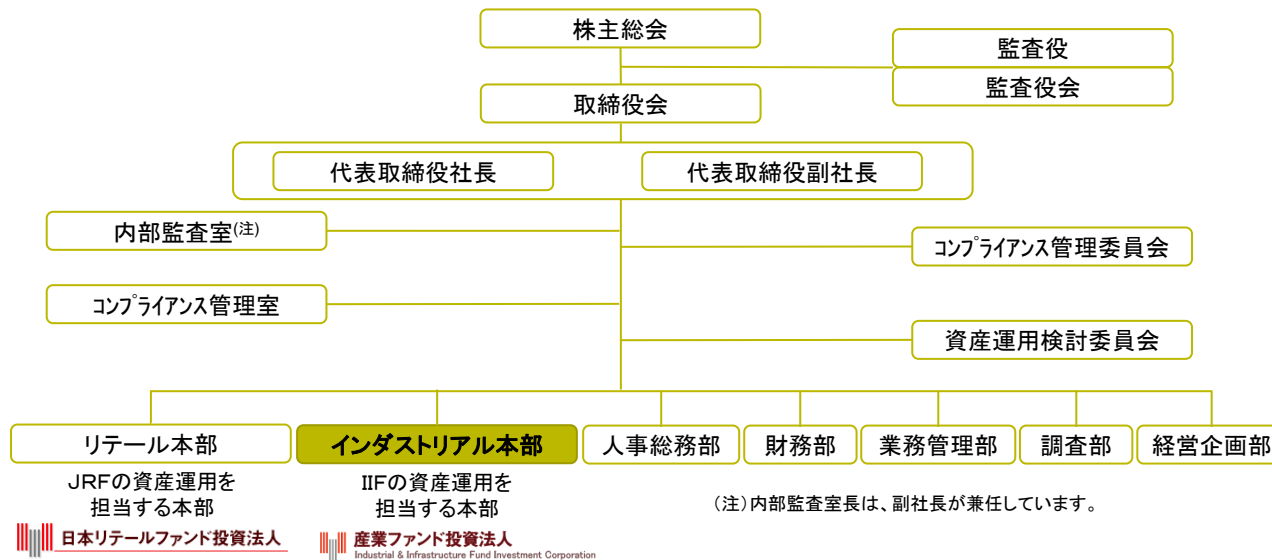 株主総会
監査役
監査役会
取締役会
代表取締役社長
代表取締役副社長
内部監査室(注)
コンプライアンス管理委員会
コンプライアンス管理室
資産運用検討委員会
リテール本部
インダストリアル本部
人事総務部
財務部
業務管理部
調査部
経営企画部
JRFの資産運用を
担当する本部
IIFの資産運用を
担当する本部
(注)内部監査室長は、副社長が兼任しています。
日本リテールファンド投資法人
産業ファンド投資法人
Industrial & Infrastructure Fund Investment Corporation